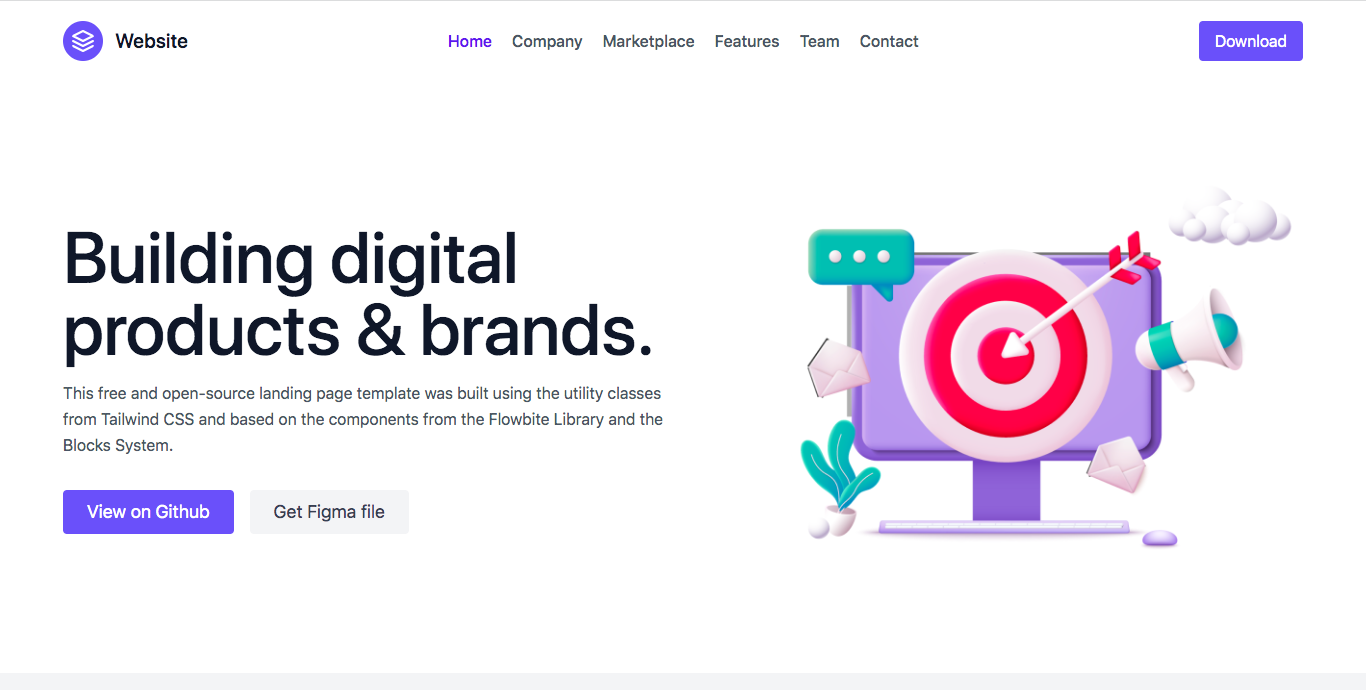 Website
Home Company Marketplace Features Team Contact
Download
Building digital
products & brands.
This free and open-source landing page template was built using the utility classes
from Tailwind CSS and based on the components from the Flowbite Library and the
Blocks System.
View on Github
Get Figma file